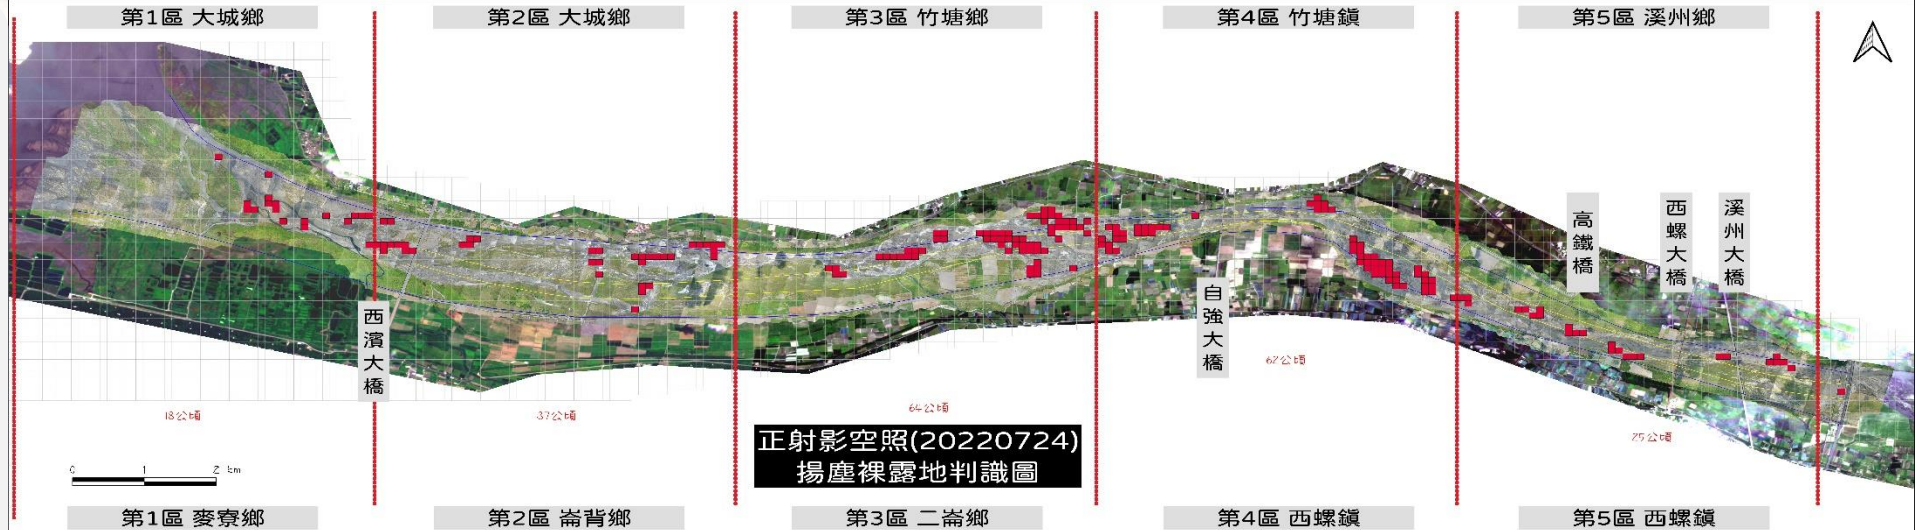 第1區 大城鄉
第2區 大城鄉
第3區 竹塘鄉
第4區 竹塘鎮
第5區 溪州鄉
高鐵橋
西螺大橋
溪州大橋
西濱大橋
自強大橋
18公頃
37公頃
64公頃
62公頃
25公頃
正射影空照(20220724)
揚塵裸露地判識圖
0 1 2 km
第1區 麥寮鄉
第2區 崙背鄉
第3區 二崙鄉
第4區 西螺鎮
第5區 西螺鎮